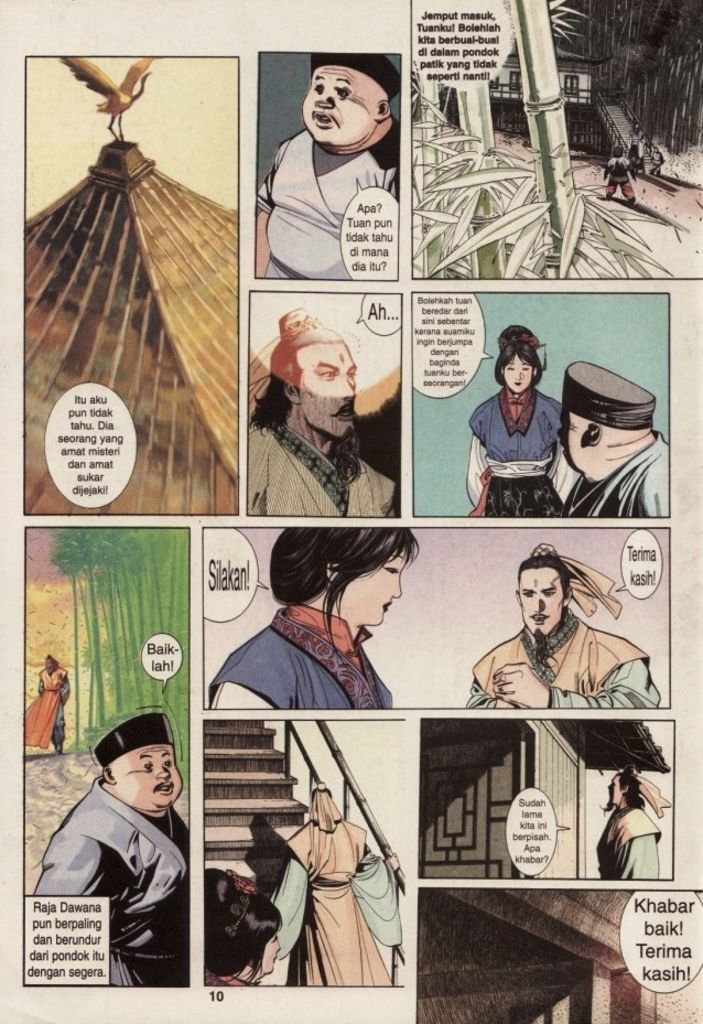 Jemput masuk,
Tuanku! Bolehlah
kita berbual-bual
di dalam pondok
patik yang tidak
seperti nanti!
Apa?
Tuan pun
tidak tahu
di mana
dia itu?
Itu aku
pun tidak
tahu. Dia
seorang yang
amat misteri
dan amat
sukar
dijejaki!
Ah...
Bolehkah tuan
beredar dari
sini sebentar
kerana suamiku
ingin berjumpa
dengan
baginda
tuanku ber-
seorangan!
Baik-
lah!
Raja Dawana
pun berpaling
dan berundur
dari pondok itu
dengan segera.
Silakan!
Terima
kasih!
Sudah
lama
kita ini
berpisah.
Apa
khabar?
Khabar
baik!
Terima
kasih!
10